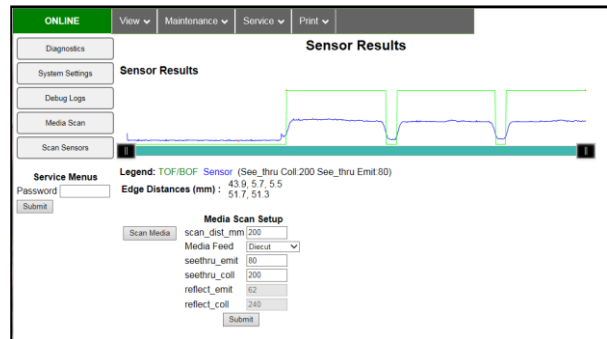 ONLINE
View
Maintenance
Service
Print
Diagnostics
System Settings
Debug Logs
Media Scan
Scan Sensors
Service Menus
Password
Submit
Sensor Results
Sensor Results
Legend: TOF/BOF Sensor (See_thru Coll:200 See_thru Emit:80)
Edge Distances (mm) : 43.9, 5.7, 5.5
51.7, 51.3
Media Scan Setup
Scan Media scan_dist_mm 200
Media Feed Diecut
seethru_emit 80
seethru_coll 200
reflect_emit 62
reflect_coll 240
Submit